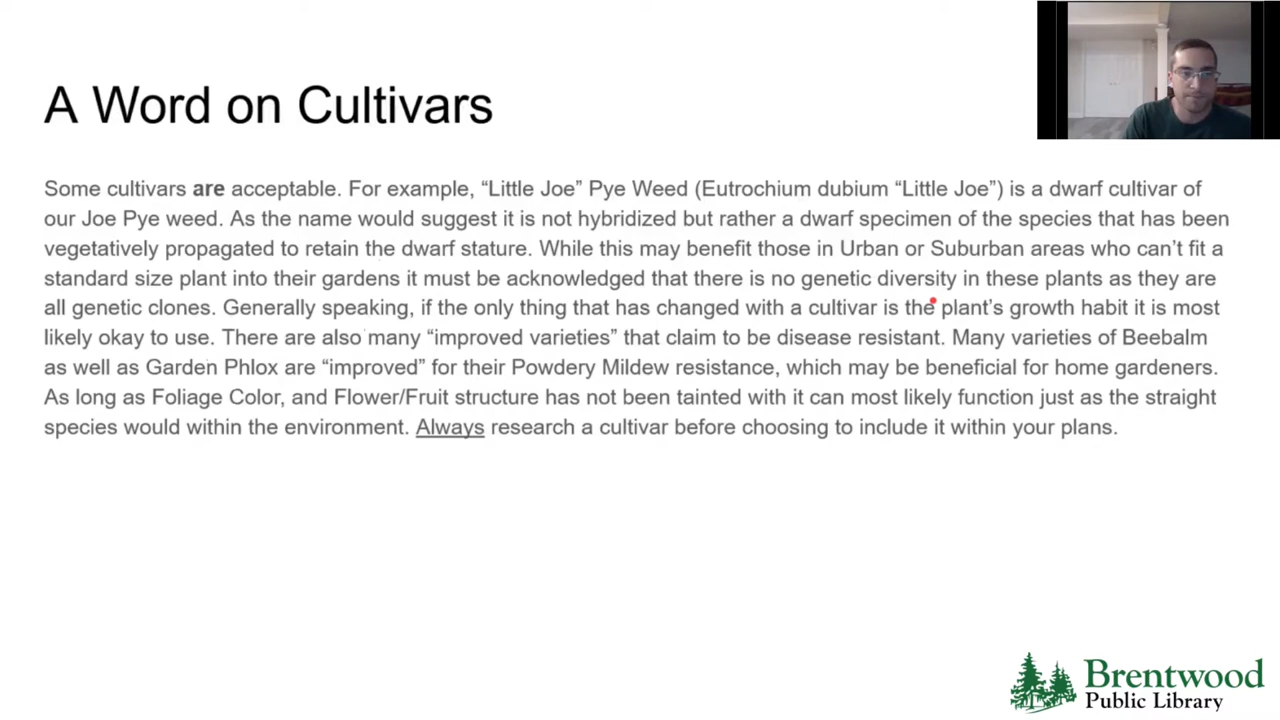 A Word on Cultivars
Some cultivars are acceptable. For example, “Little Joe” Pye Weed (Eutrochium dubium “Little Joe”) is a dwarf cultivar of
our Joe Pye weed. As the name would suggest it is not hybridized but rather a dwarf specimen of the species that has been
vegetatively propagated to retain the dwarf stature. While this may benefit those in Urban or Suburban areas who can’t fit a
standard size plant into their gardens it must be acknowledged that there is no genetic diversity in these plants as they are
all genetic clones. Generally speaking, if the only thing that has changed with a cultivar is the plant’s growth habit it is most
likely okay to use. There are also many “improved varieties” that claim to be disease resistant. Many varieties of Beebalm
as well as Garden Phlox are “improved” for their Powdery Mildew resistance, which may be beneficial for home gardeners.
As long as Foliage Color, and Flower/Fruit structure has not been tainted with it can most likely function just as the straight
species would within the environment. Always research a cultivar before choosing to include it within your plans.
Brentwood
Public Library